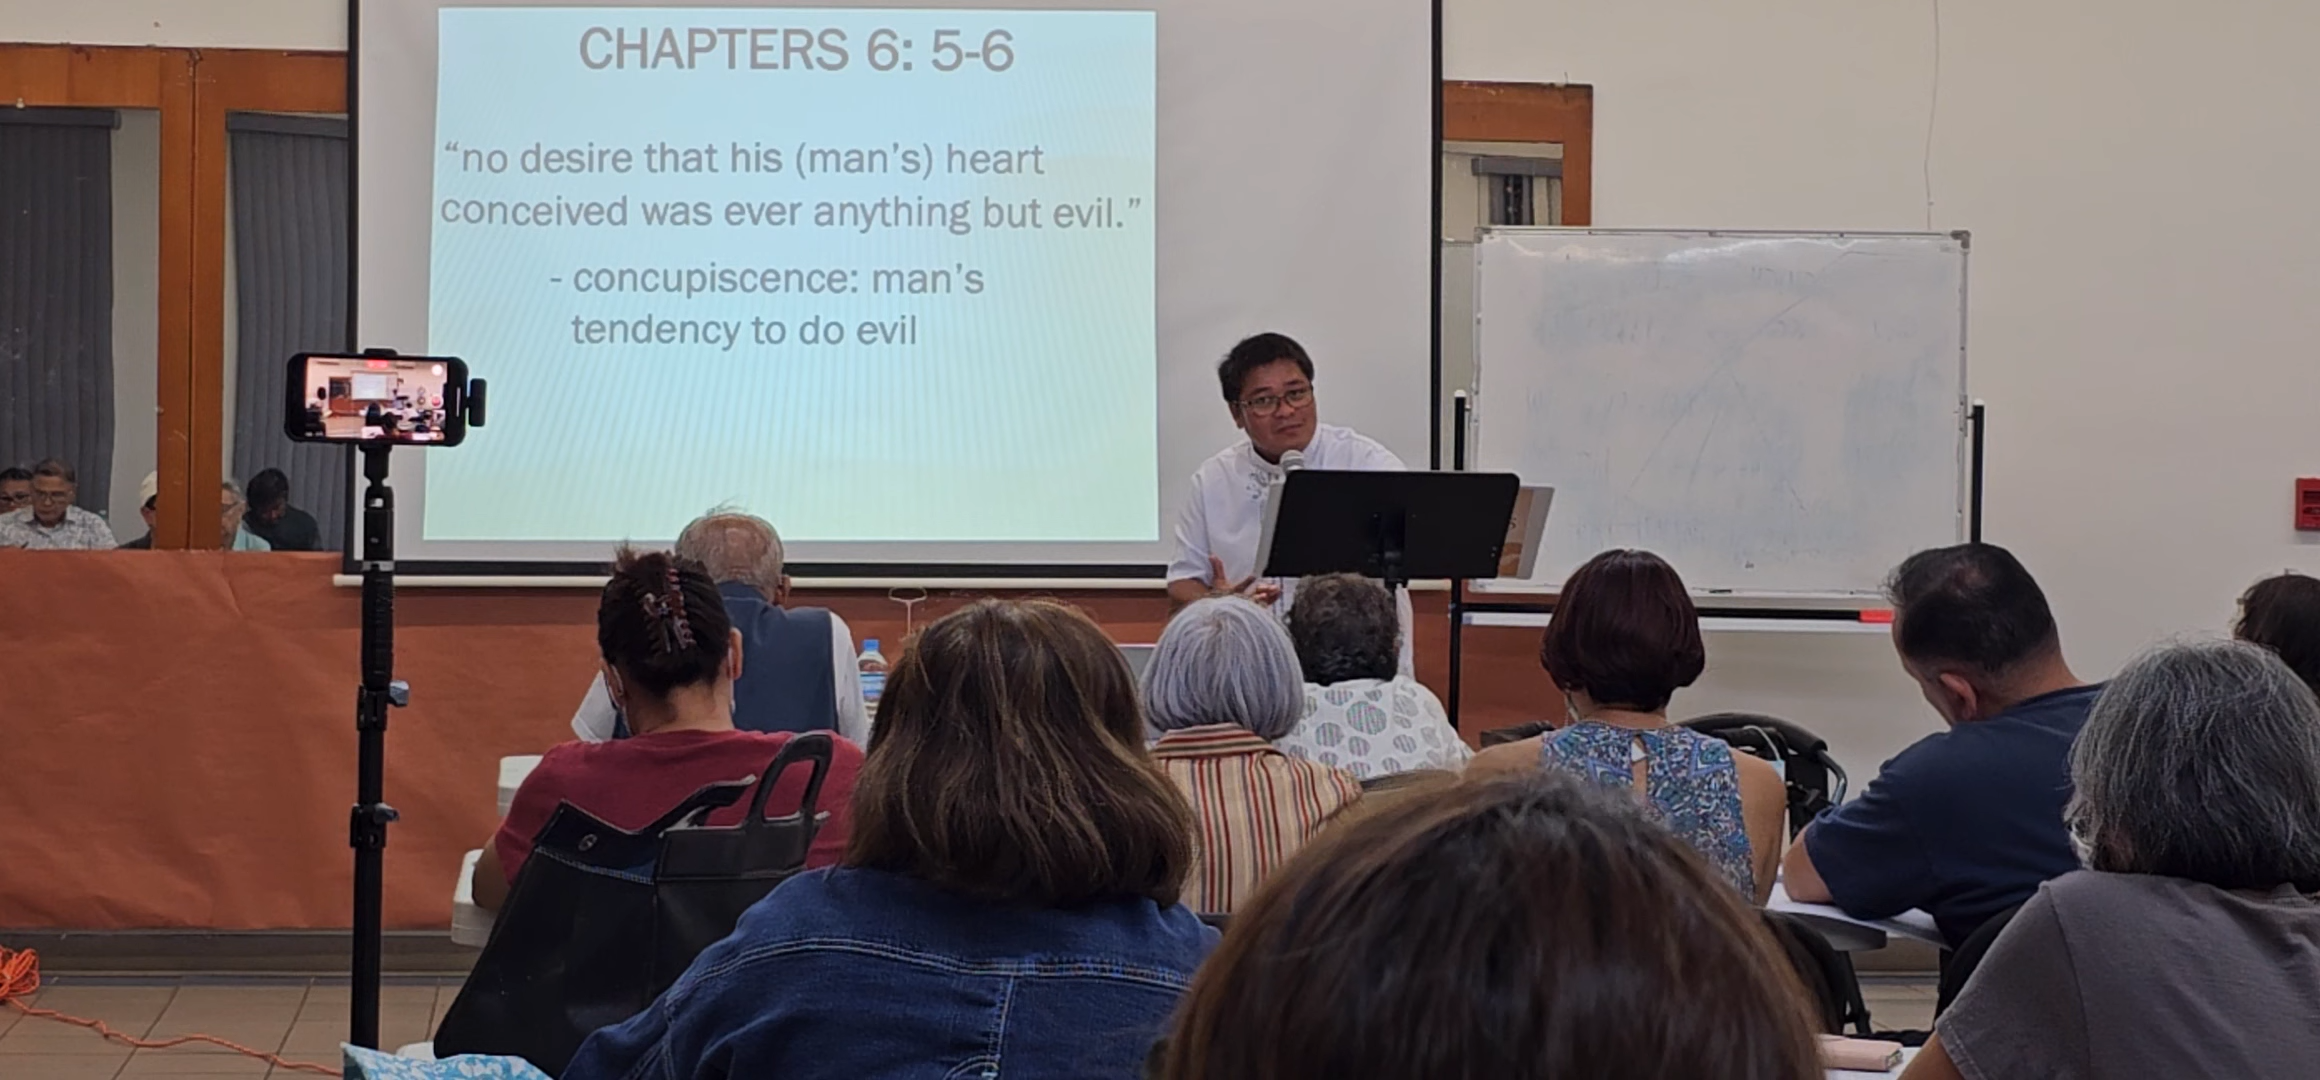 CHAPTERS 6: 5-6
“no desire that his (man’s) heart
conceived was ever anything but evil.”
- concupiscence: man’s
tendency to do evil